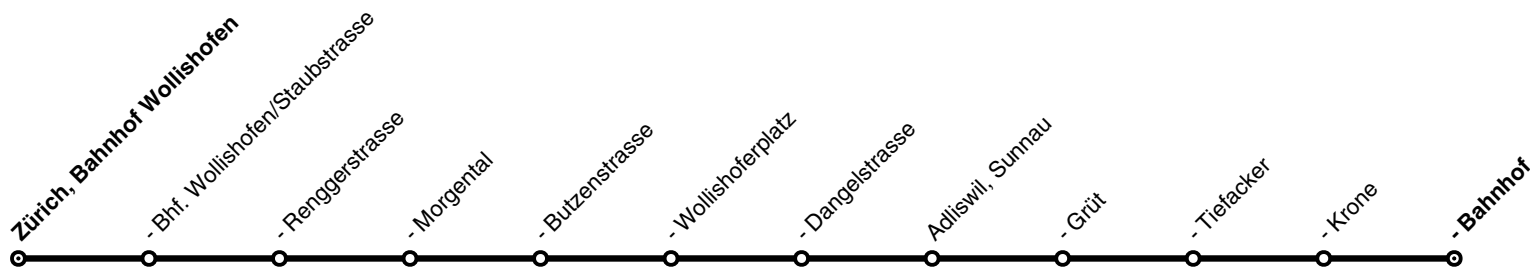 Zürich, Bahnhof Wollishofen
- Bhf. Wollishofen/Staubstrasse
- Renggerstrasse
- Morgental
- Butzenstrasse
- Wollishoferplatz
- Dangelstrasse
Adliswil, Sunnau
- Grüt
- Tiefacker
- Krone
- Bahnhof